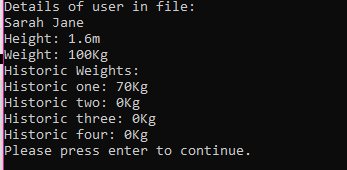 Details of user in file:
Sarah Jane
Height: 1.6m
Weight: 100Kg
Historic Weights:
Historic one: 70Kg
Historic two: 0Kg
Historic three: 0Kg
Historic four: 0Kg
Please press enter to continue.